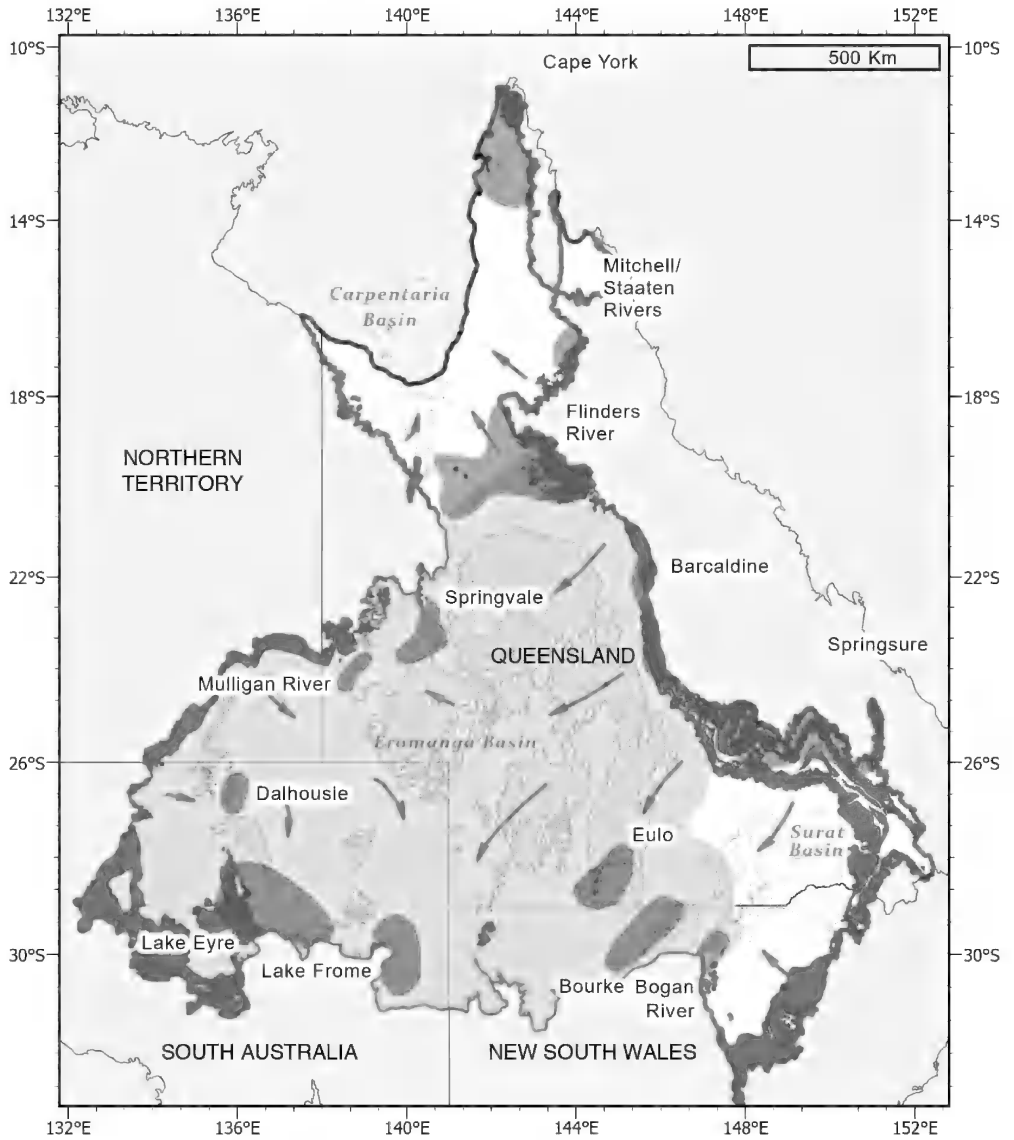 132°E 136°E 140°E 144°E 148°E 152°E
10°S 10°S
Cape York
500 Km
14°S 14°S
Mitchell/
Staaten
Rivers
Carpentaria
Basin
18°S 18°S
Flinders
River
NORTHERN
TERRITORY
22°S 22°S
Barcaldine
Springvale
Springsure
QUEENSLAND
Mulligan River
Eromanga Basin
26°S 26°S
Dalhousie
Surat
Basin
Eulo
Lake Eyre
30°S 30°S
Lake Frome
Bourke Bogan
River
SOUTH AUSTRALIA NEW SOUTH WALES
132°E 136°E 140°E 144°E 148°E 152°E